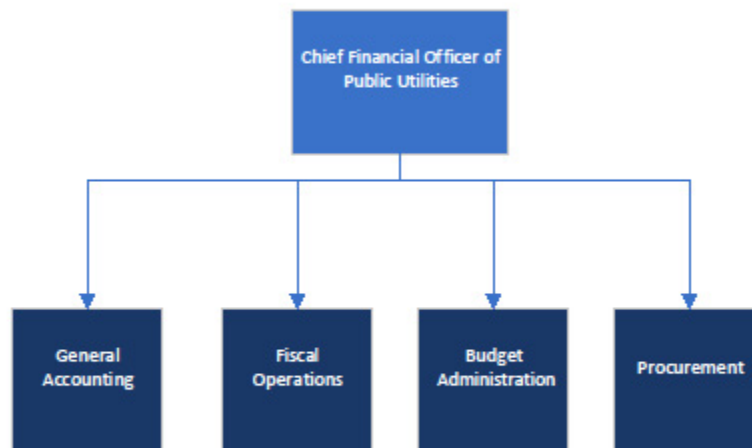 Chief Financial Officer of
Public Utilities
General
Accounting
Fiscal
Operations
Budget
Administration
Procurement